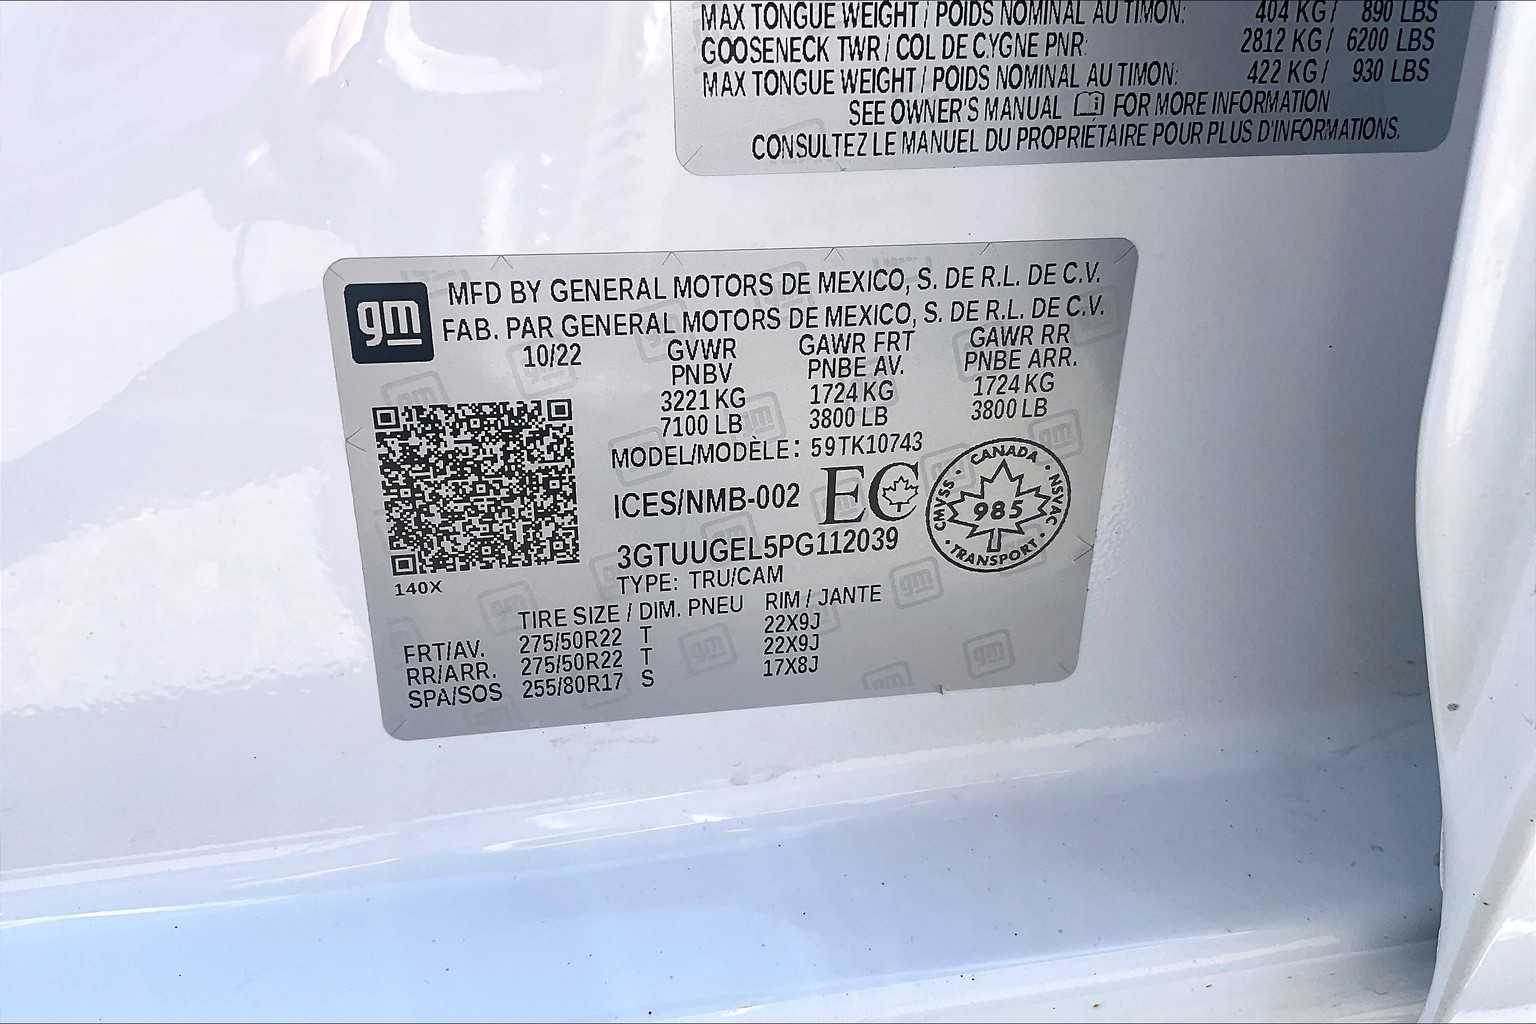 MAX TONGUE WEIGHT / POIDS NOMINAL AU TIMON: 404 KG / 890 LBS
GOOSENECK TWR / COL DE CYGNE PNR: 2812 KG / 6200 LBS
MAX TONGUE WEIGHT / POIDS NOMINAL AU TIMON: 422 KG / 930 LBS
SEE OWNER'S MANUAL FOR MORE INFORMATION
CONSULTEZ LE MANUEL DU PROPRIÉTAIRE POUR PLUS D'INFORMATIONS.
gm
MFD BY GENERAL MOTORS DE MEXICO, S. DE R.L. DE C.V.
FAB. PAR GENERAL MOTORS DE MEXICO, S. DE R.L. DE C.V.
10/22 GVWR GAWR FRT GAWR RR
PNBV PNBE AV. PNBE ARR.
3221 KG 1724 KG 1724 KG
7100 LB 3800 LB 3800 LB
MODEL/MODÈLE: 59TK10743
ICES/NMB-002 EC
CANADA
CMVSS 985 NSVAC
TRANSPORT
3GTUUGEL5PG112039
140X
TYPE: TRU/CAM
TIRE SIZE / DIM. PNEU RIM / JANTE
FRT/AV. 275/50R22 T 22X9J
RR/ARR. 275/50R22 T 22X9J
SPA/SOS 255/80R17 S 17X8J